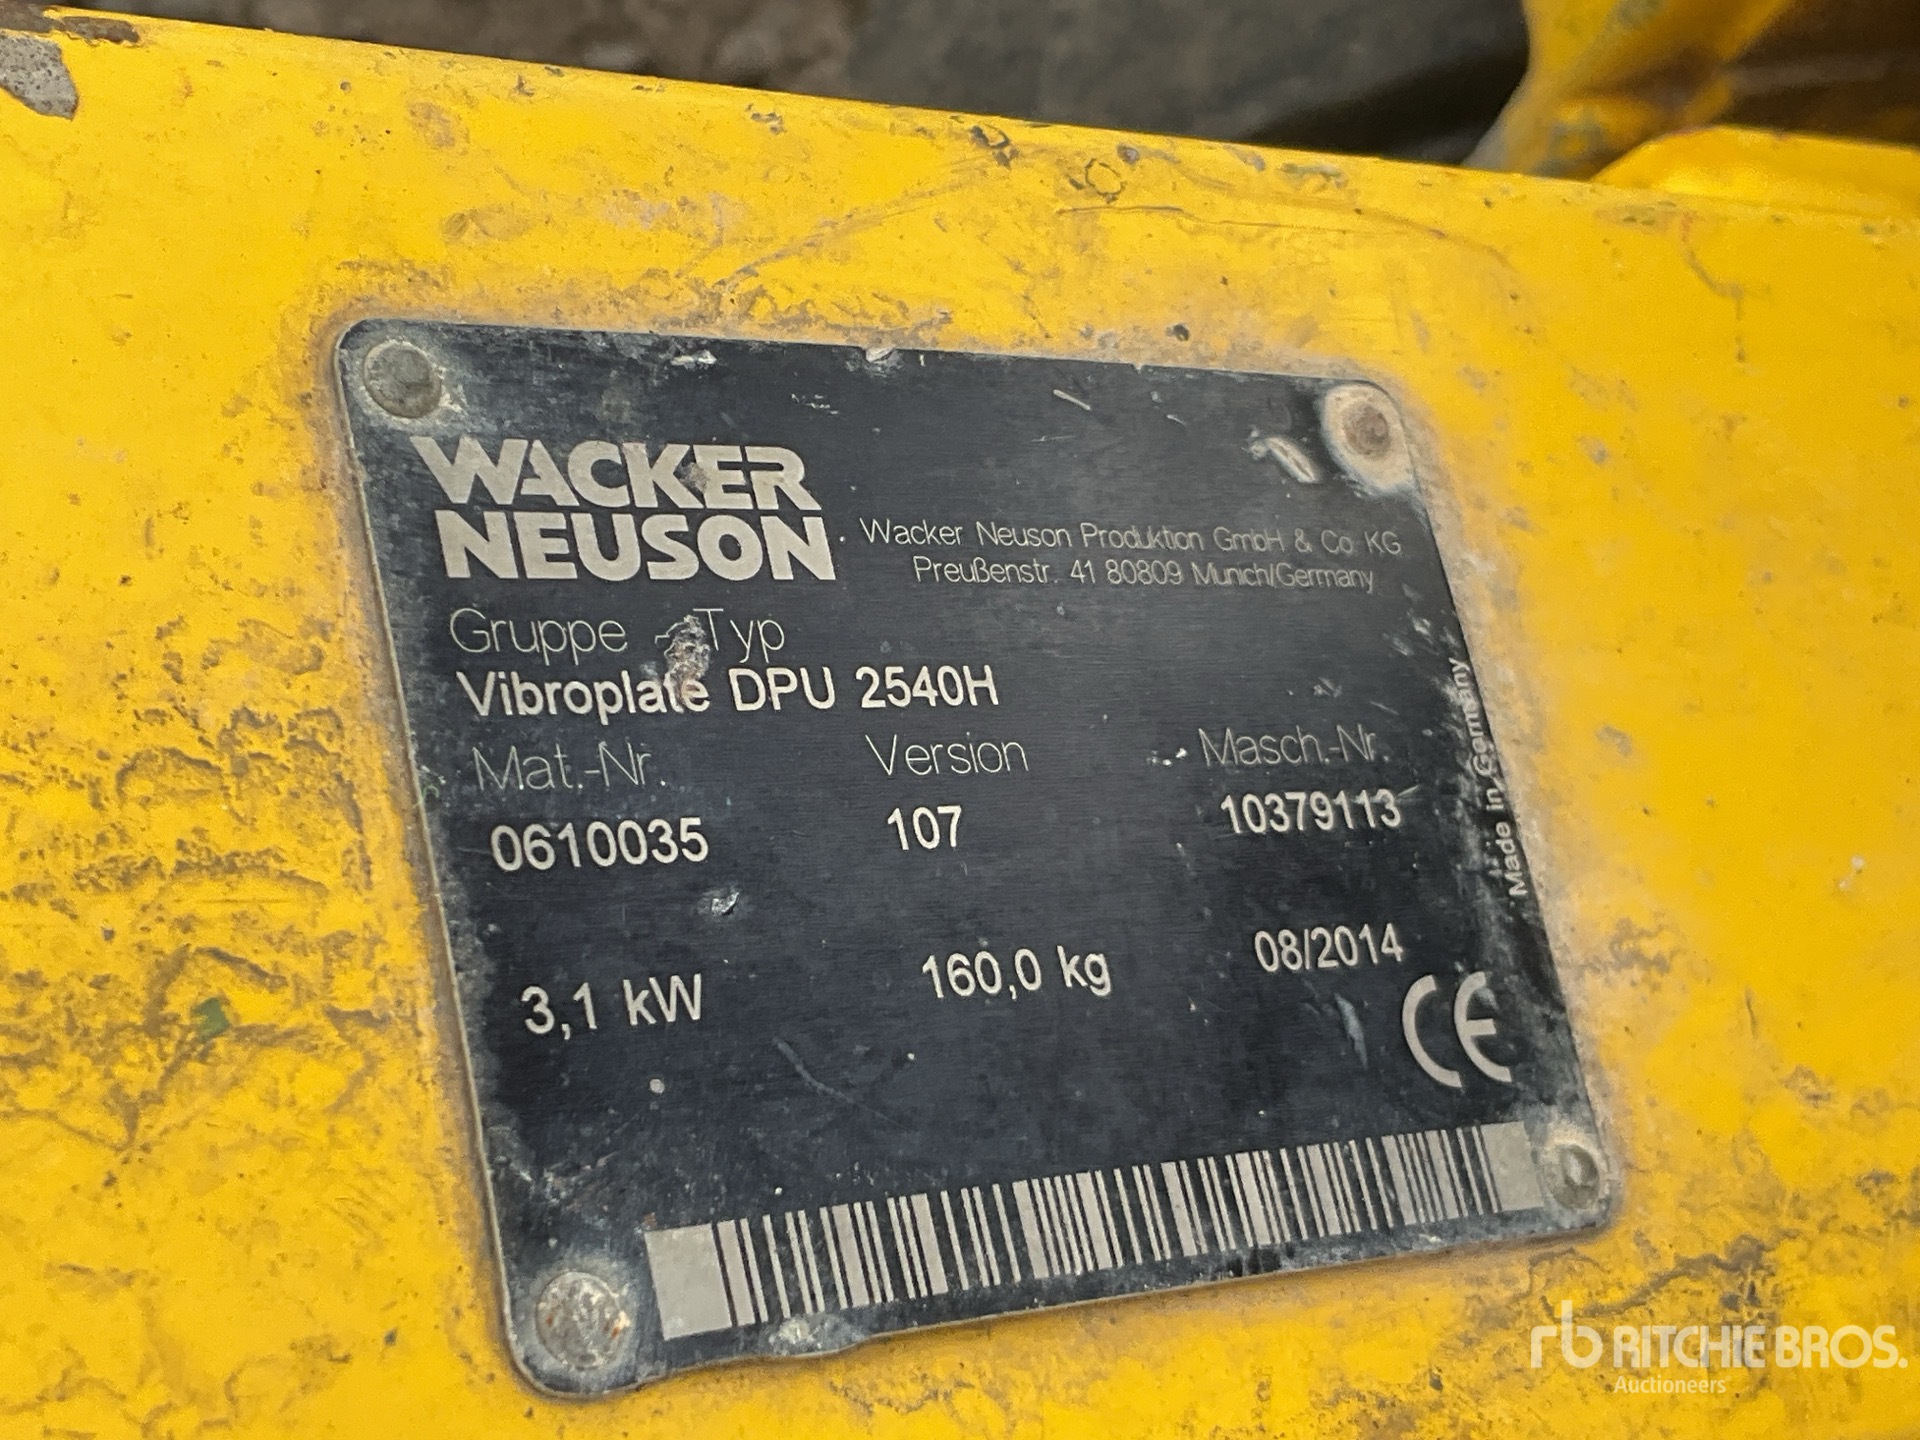 WACKER
NEUSON
Wacker Neuson Produktion GmbH & Co. KG
Preußenstr. 41 80809 Munich/Germany
Gruppe - Typ
Vibroplate DPU 2540H
Mat.-Nr. Version Masch.-Nr.
0610035 107 10379113
3,1 kW 160,0 kg 08/2014
CE
Made in Germany
rb RITCHIE BROS.
Auctioneers